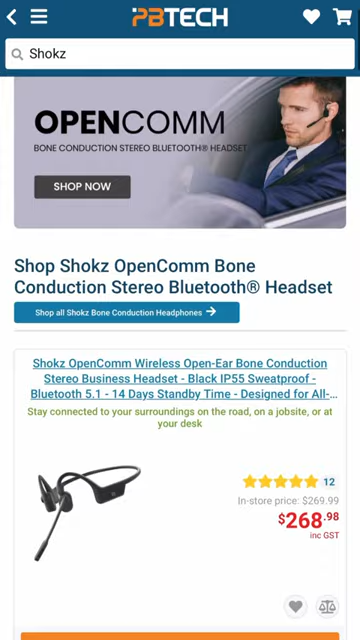 PBTECH
Shokz
OPENCOMM
BONE CONDUCTION STEREO BLUETOOTH® HEADSET
SHOP NOW
Shop Shokz OpenComm Bone
Conduction Stereo Bluetooth® Headset
Shop all Shokz Bone Conduction Headphones
Shokz OpenComm Wireless Open-Ear Bone Conduction
Stereo Business Headset - Black IP55 Sweatproof -
Bluetooth 5.1 - 14 Days Standby Time - Designed for All-...
Stay connected to your surroundings on the road, on a jobsite, or at
your desk
12
In-store price: $269.99
$268.98
inc GST